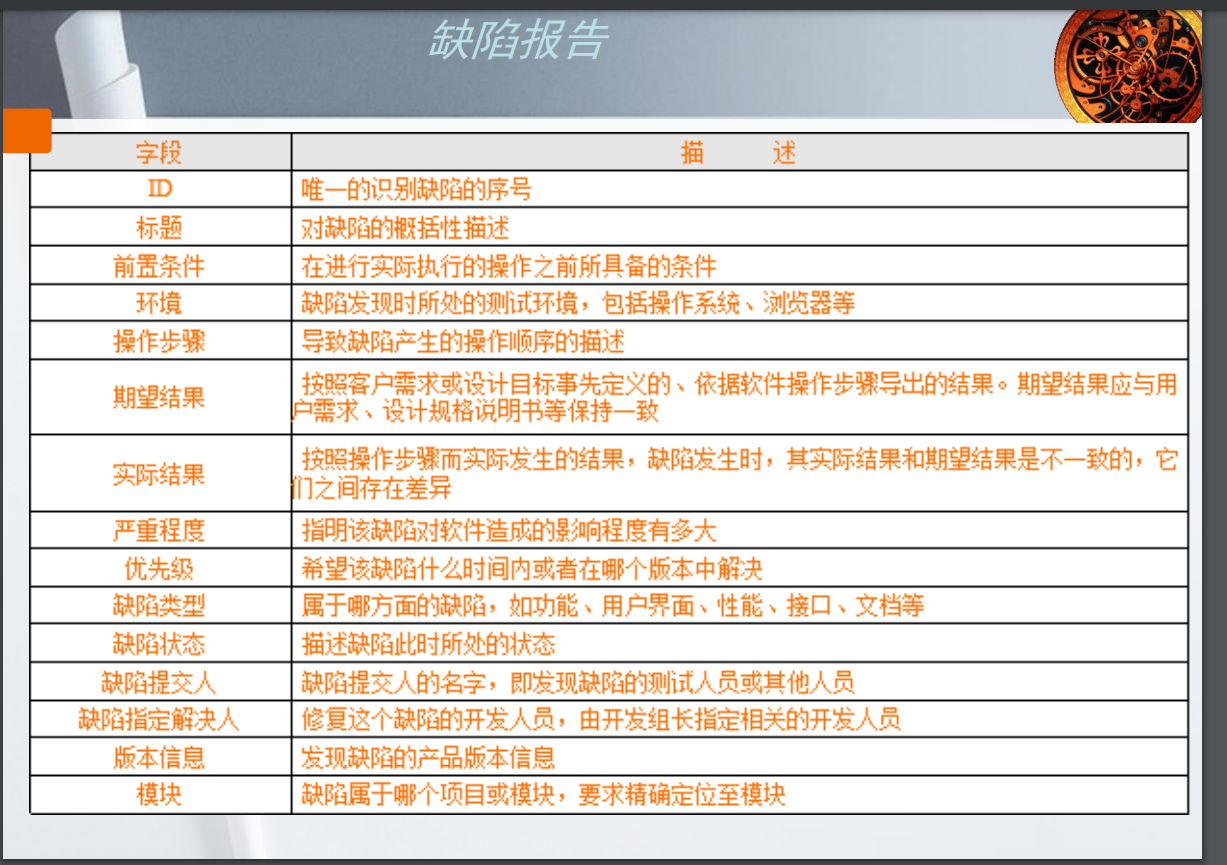 缺陷报告
字段 描 述
ID 唯一的识别缺陷的序号
标题 对缺陷的概括性描述
前置条件 在进行实际执行的操作之前所具备的条件
环境 缺陷发现时所处的测试环境，包括操作系统、浏览器等
操作步骤 导致缺陷产生的操作顺序的描述
期望结果 按照客户需求或设计目标事先定义的、依据软件操作步骤导出的结果。期望结果应与用
户需求、设计规格说明书等保持一致
实际结果 按照操作步骤而实际发生的结果，缺陷发生时，其实际结果和期望结果是不一致的，它
们之间存在差异
严重程度 指明该缺陷对软件造成的影响程度有多大
优先级 希望该缺陷什么时间内或者在哪个版本中解决
缺陷类型 属于哪方面的缺陷，如功能、用户界面、性能、接口、文档等
缺陷状态 描述缺陷此时所处的状态
缺陷提交人 缺陷提交人的名字，即发现缺陷的测试人员或其他人员
缺陷指定解决人 修复这个缺陷的开发人员，由开发组长指定相关的开发人员
版本信息 发现缺陷的产品版本信息
模块 缺陷属于哪个项目或模块，要求精确定位至模块